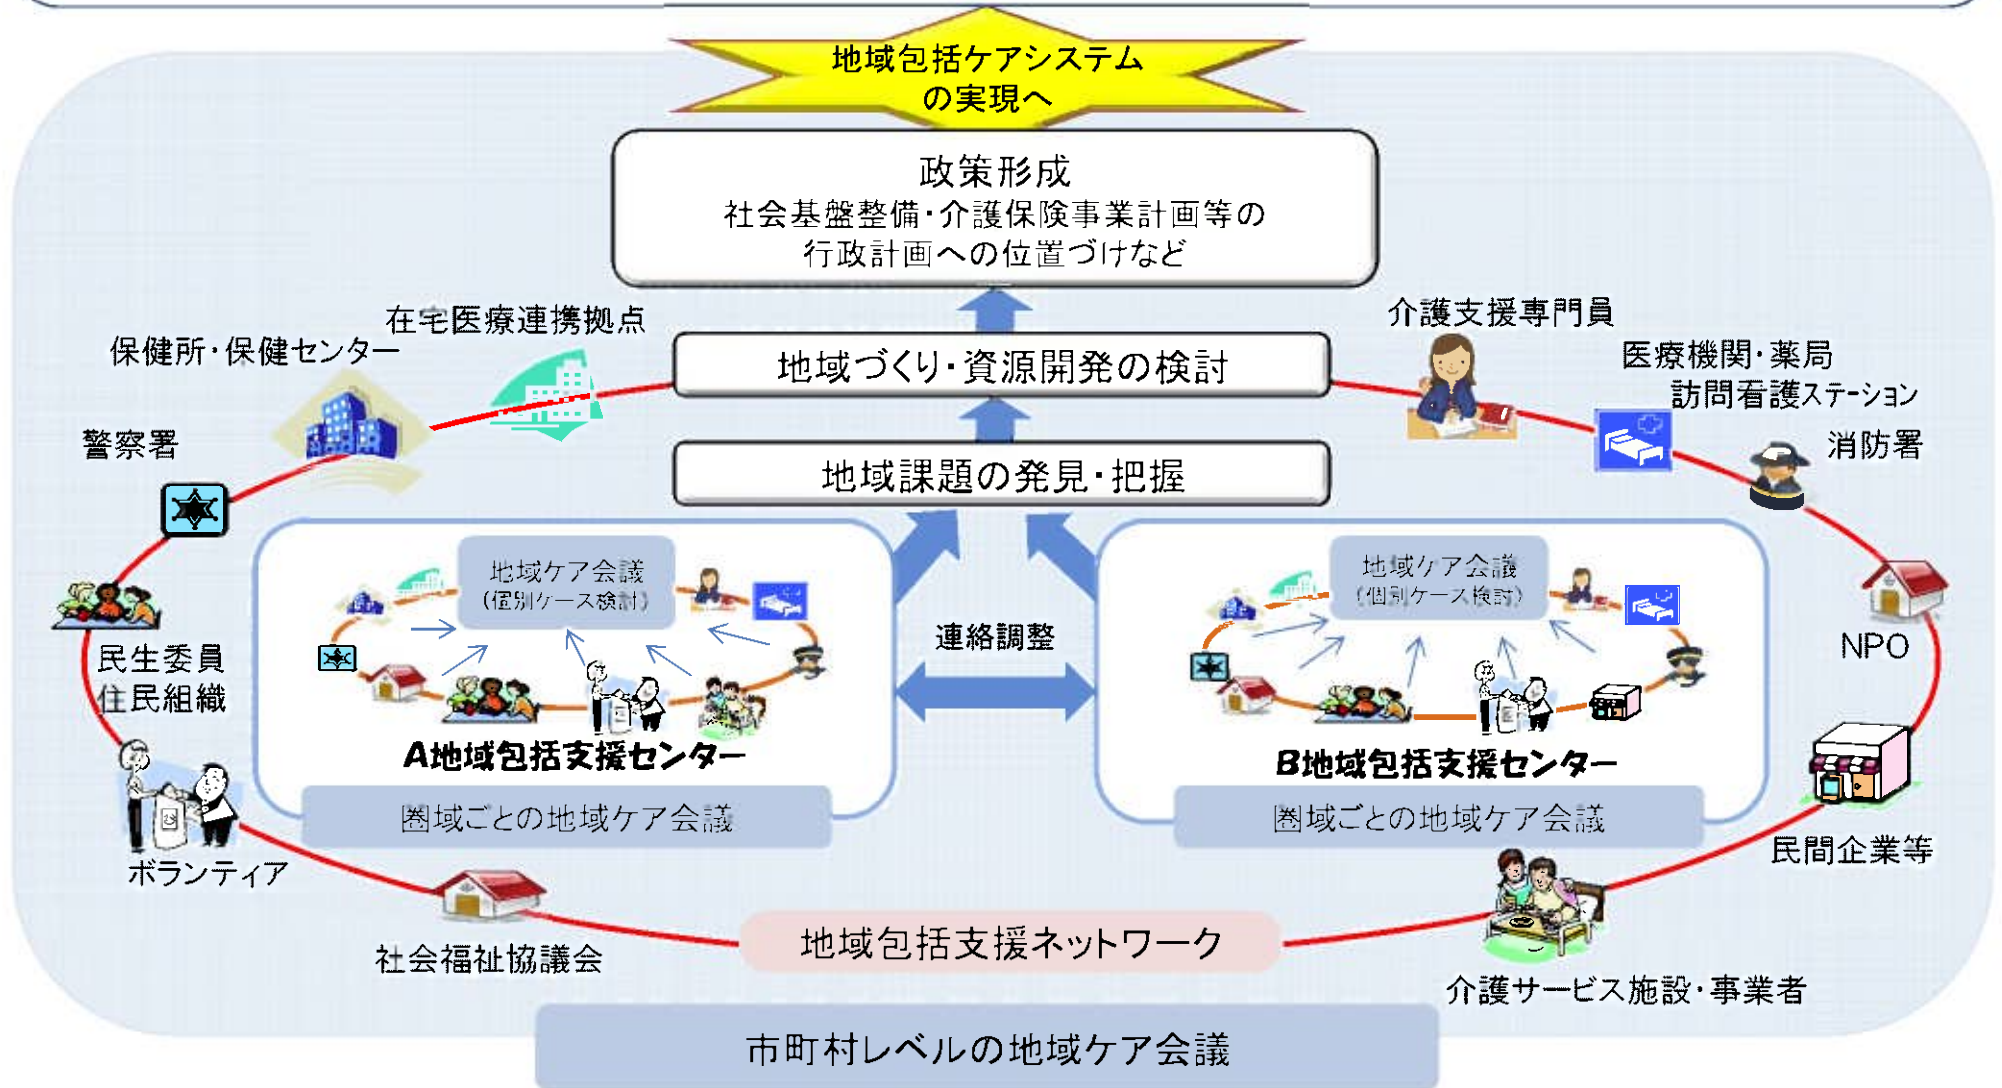 地域包括ケアシステム
の実現へ
政策形成
社会基盤整備・介護保険事業計画等の
行政計画への位置づけなど
在宅医療連携拠点
保健所・保健センター
地域づくり・資源開発の検討
介護支援専門員
医療機関・薬局
訪問看護ステーション
警察署
地域課題の発見・把握
消防署
地域ケア会議
(個別ケース検討)
地域ケア会議
(個別ケース検討)
連絡調整
民生委員
住民組織
NPO
A地域包括支援センター
B地域包括支援センター
圏域ごとの地域ケア会議
圏域ごとの地域ケア会議
ボランティア
民間企業等
社会福祉協議会
地域包括支援ネットワーク
介護サービス施設・事業者
市町村レベルの地域ケア会議